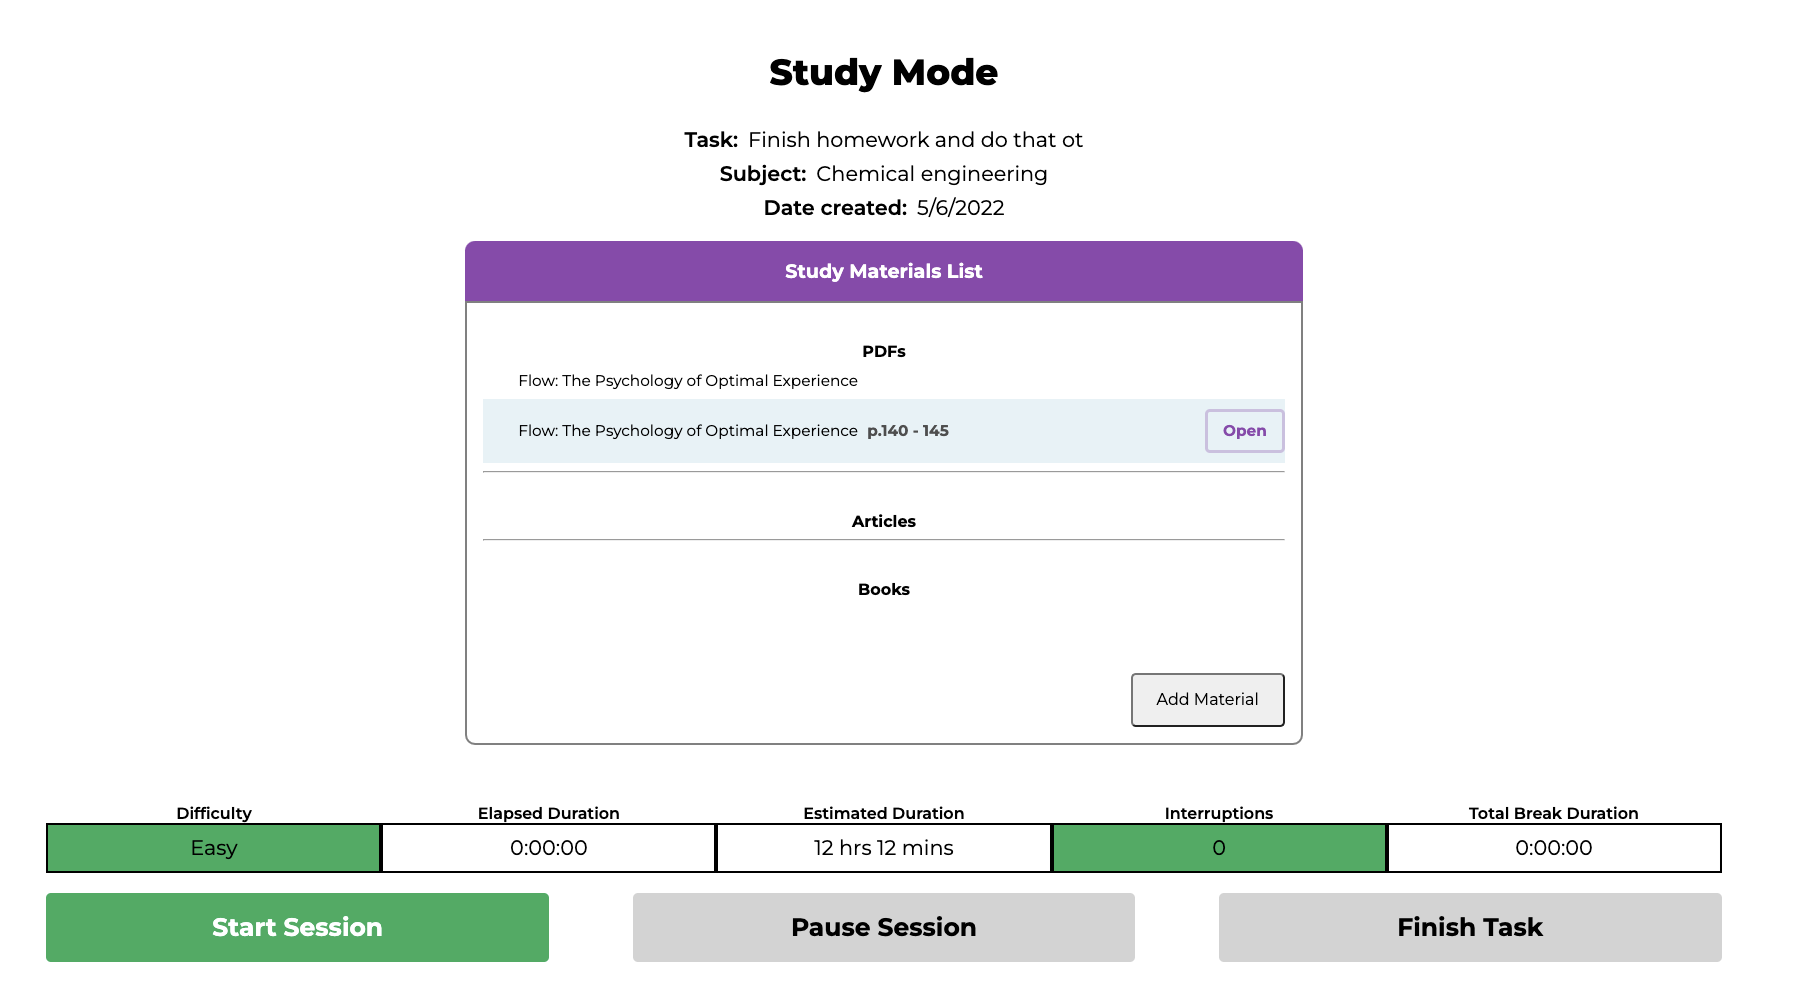 Study Mode
Task: Finish homework and do that ot
Subject: Chemical engineering
Date created: 5/6/2022
Study Materials List
PDFs
Flow: The Psychology of Optimal Experience
Flow: The Psychology of Optimal Experience p.140 - 145 Open
Articles
Books
Add Material
Difficulty Elapsed Duration Estimated Duration Interruptions Total Break Duration
Easy 0:00:00 12 hrs 12 mins 0 0:00:00
Start Session Pause Session Finish Task